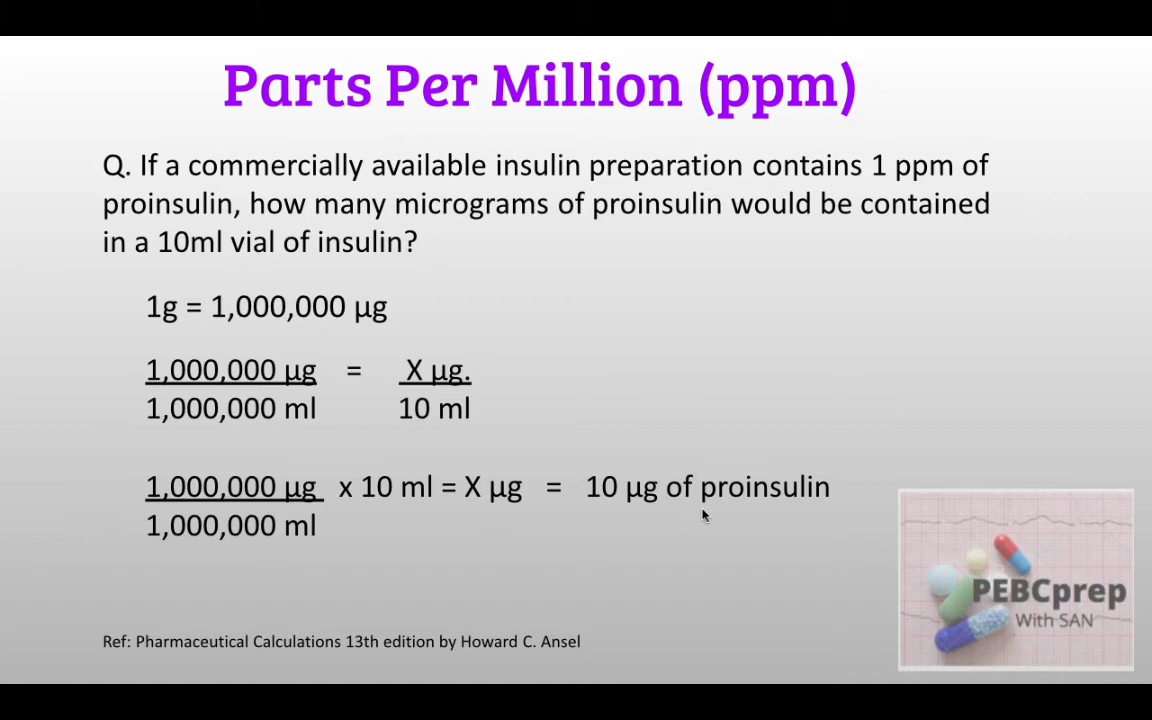 Parts Per Million (ppm)
Q. If a commercially available insulin preparation contains 1 ppm of
proinsulin, how many micrograms of proinsulin would be contained
in a 10ml vial of insulin?
1g = 1,000,000 µg
1,000,000 µg = X µg.
1,000,000 ml 10 ml
1,000,000 µg x 10 ml = X µg = 10 µg of proinsulin
1,000,000 ml
PEBCprep
With SAN
Ref: Pharmaceutical Calculations 13th edition by Howard C. Ansel